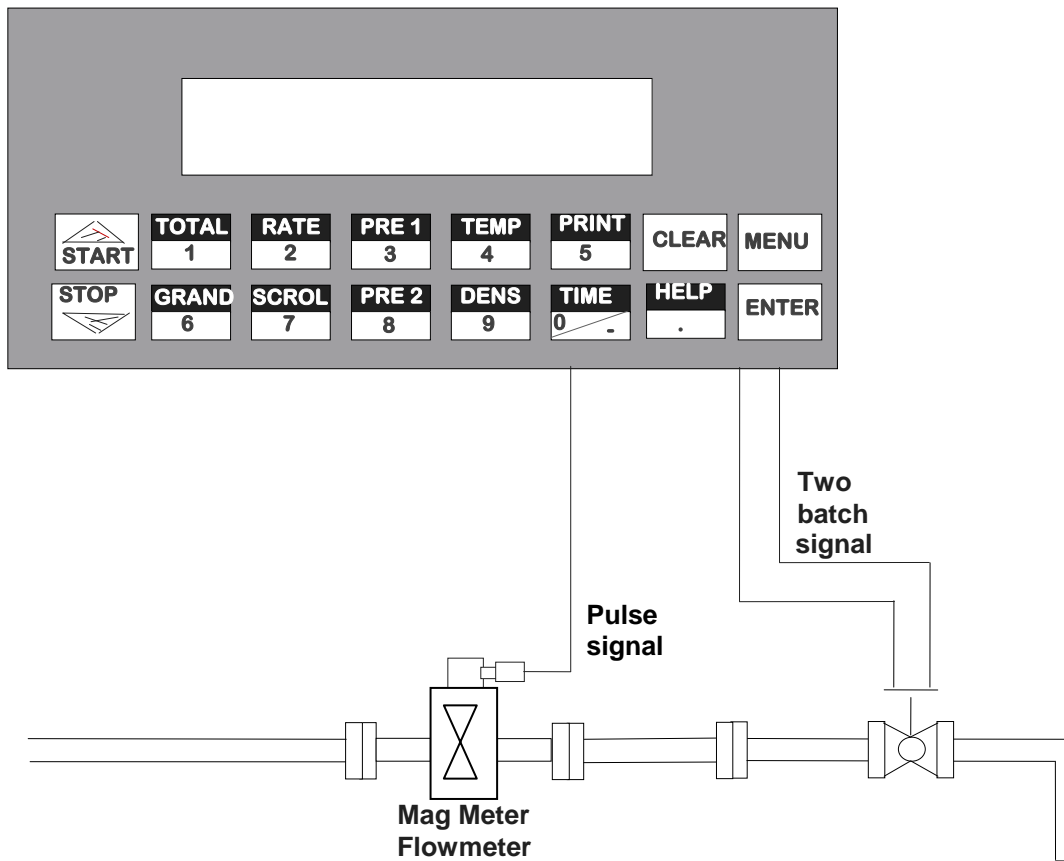 TOTAL RATE PRE 1 TEMP PRINT
START 1 2 3 4 5 CLEAR MENU
STOP GRAND SCROL PRE 2 DENS TIME HELP
6 7 8 9 0 - . ENTER
Two
batch
signal
Pulse
signal
Mag Meter
Flowmeter